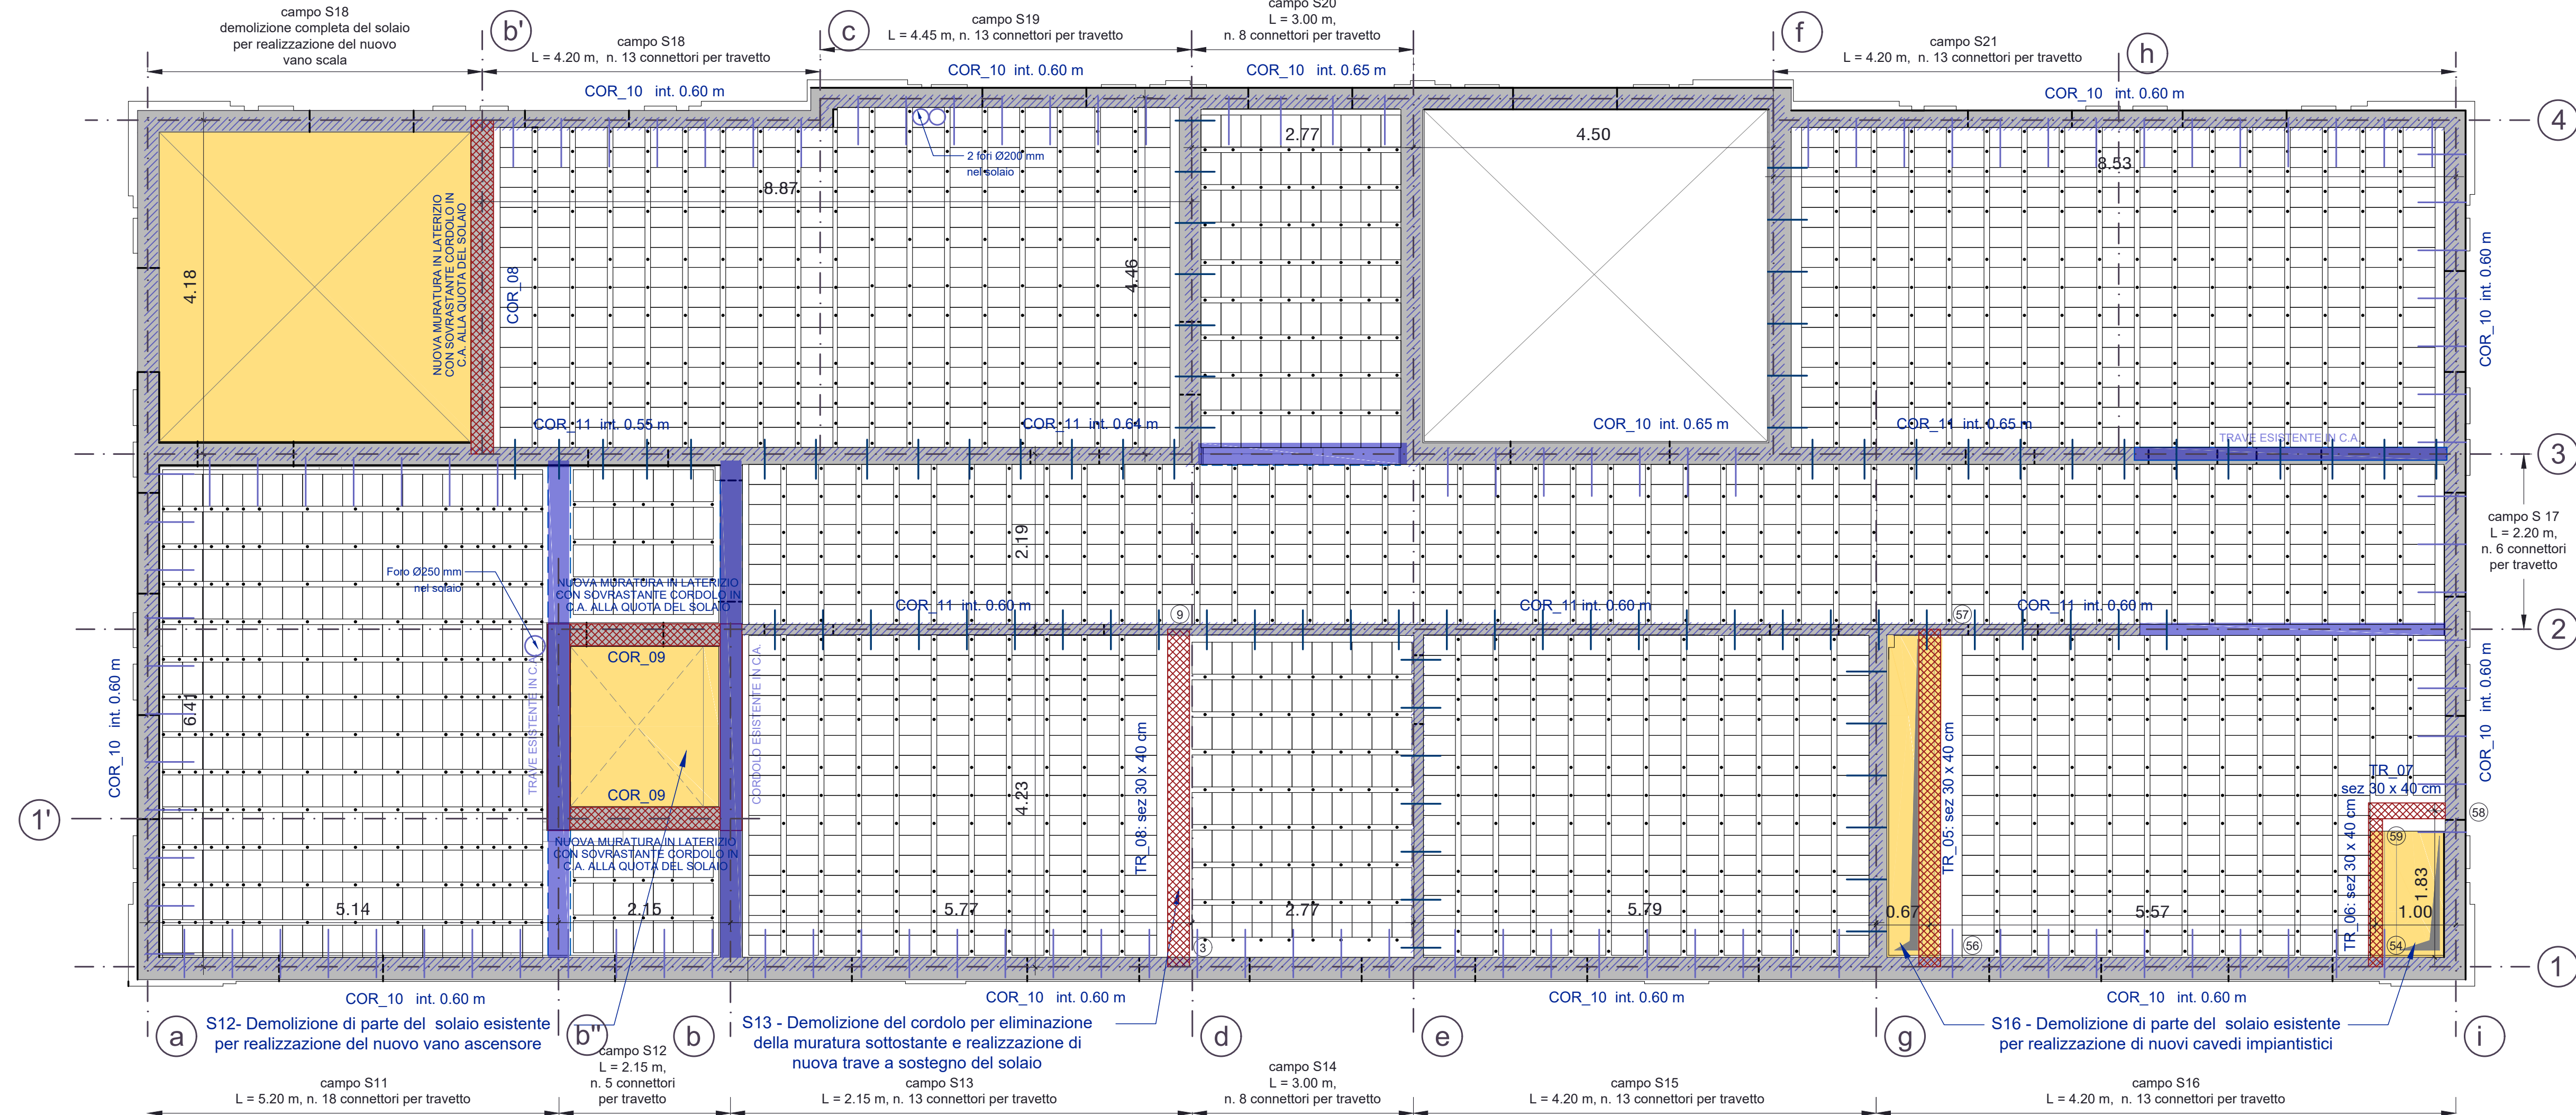 campo S18
demolizione completa del solaio
per realizzazione del nuovo
vano scala
b'
campo S18
L = 4.20 m, n. 13 connettori per travetto
c
campo S19
L = 4.45 m, n. 13 connettori per travetto
campo S20
L = 3.00 m,
n. 8 connettori per travetto
f
campo S21
L = 4.20 m, n. 13 connettori per travetto
h
COR_10 int. 0.60 m
COR_10 int. 0.60 m
COR_10 int. 0.65 m
COR_10 int. 0.60 m
4
2.77
4.50
8.53
2 fori Ø200 mm
nel solaio
8.87
4.18
NUOVA MURATURA IN LATERIZIO
CON SOVRASTANTE CORDOLO IN
C.A. ALLA QUOTA DEL SOLAIO
COR_08
4.46
COR_10 int. 0.60 m
COR_11 int. 0.55 m
COR_11 int. 0.64 m
COR_10 int. 0.65 m
COR_11 int. 0.65 m
TRAVE ESISTENTE IN C.A.
3
2.19
campo S 17
L = 2.20 m,
n. 6 connettori
per travetto
Foro Ø250 mm
nel solaio
NUOVA MURATURA IN LATERIZIO
CON SOVRASTANTE CORDOLO IN
C.A. ALLA QUOTA DEL SOLAIO
COR_11 int. 0.60 m
9
COR_11 int. 0.60 m
57
COR_11 int. 0.60 m
2
COR_09
COR_10 int. 0.60 m
6.41
TRAVE ESISTENTE IN C.A.
CORDOLO ESISTENTE IN C.A.
4.23
TR_08: sez 30 x 40 cm
TR_05: sez 30 x 40 cm
COR_10 int. 0.60 m
TR_07
sez 30 x 40 cm
TR_06: sez 30 x 40 cm
58
59
1.83
COR_09
1'
NUOVA MURATURA IN LATERIZIO
CON SOVRASTANTE CORDOLO IN
C.A. ALLA QUOTA DEL SOLAIO
5.14
2.15
5.77
2.77
5.79
0.67
5.57
1.00
3
56
54
1
COR_10 int. 0.60 m
COR_10 int. 0.60 m
COR_10 int. 0.60 m
COR_10 int. 0.60 m
a
S12- Demolizione di parte del solaio esistente
per realizzazione del nuovo vano ascensore
b"
b
S13 - Demolizione del cordolo per eliminazione
della muratura sottostante e realizzazione di
nuova trave a sostegno del solaio
d
e
g
S16 - Demolizione di parte del solaio esistente
per realizzazione di nuovi cavedi impiantistici
i
campo S11
L = 5.20 m, n. 18 connettori per travetto
campo S12
L = 2.15 m,
n. 5 connettori
per travetto
campo S13
L = 2.15 m, n. 13 connettori per travetto
campo S14
L = 3.00 m,
n. 8 connettori per travetto
campo S15
L = 4.20 m, n. 13 connettori per travetto
campo S16
L = 4.20 m, n. 13 connettori per travetto